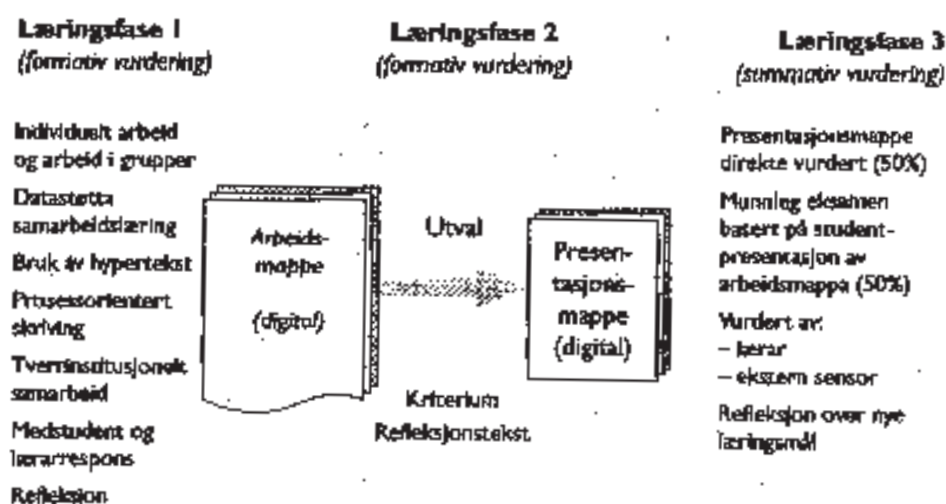 Læringsfase 1
(formativ vurdering)
Individuelt arbeid
og arbeid i grupper
Datastøtta
samarbeidslæring
Bruk av hypertekst
Prosessorientert
skriving
Tverrinstitusjonelt
samarbeid
Medstudent og
lærarrespons
Refleksjon
Arbeids-
mappe
(digital)
Læringsfase 2
(formativ vurdering)
Utval
Kriterium
Refleksjonstekst
Presen-
tasjons-
mappe
(digital)
Læringsfase 3
(summativ vurdering)
Presentasjonsmappe
direkte vurdert (50%)
Munnleg eksamen
basert på student-
presentasjon av
arbeidsmappa (50%)
Vurdert av:
– lærar
– ekstern sensor
Refleksjon over nye
læringsmål